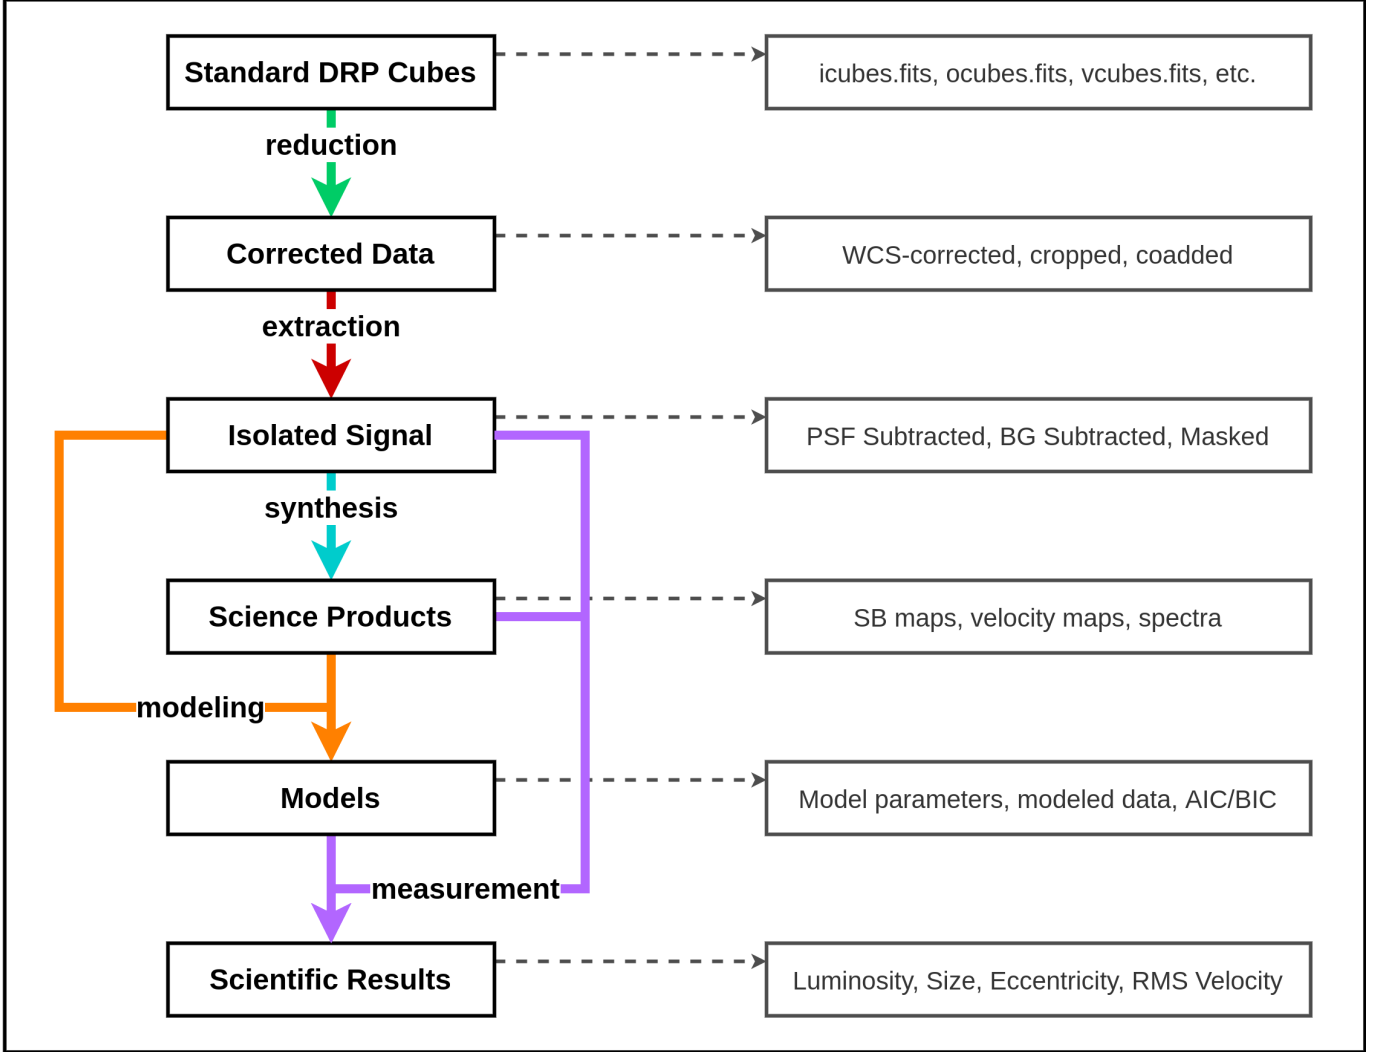 Standard DRP Cubes
icubes.fits, ocubes.fits, vcubes.fits, etc.
reduction
Corrected Data
WCS-corrected, cropped, coadded
extraction
Isolated Signal
PSF Subtracted, BG Subtracted, Masked
synthesis
Science Products
SB maps, velocity maps, spectra
modeling
Models
Model parameters, modeled data, AIC/BIC
measurement
Scientific Results
Luminosity, Size, Eccentricity, RMS Velocity